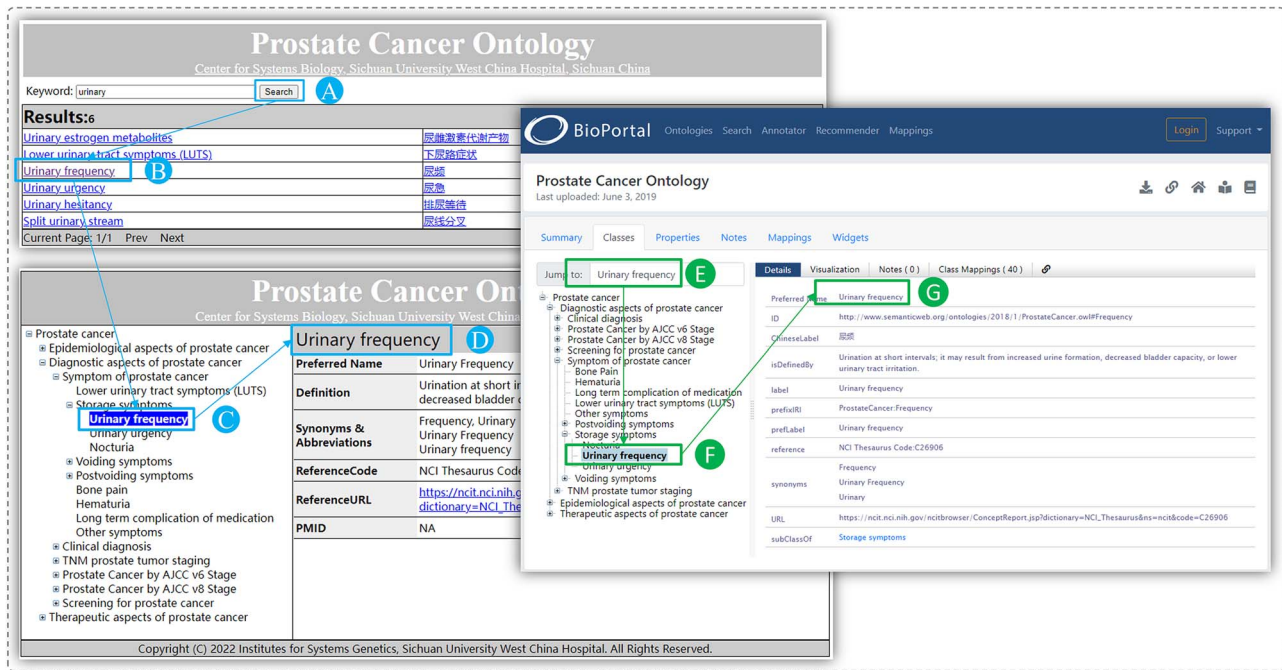 Prostate Cancer Ontology
Center for Systems Biology, Sichuan University West China Hospital, Sichuan China
Keyword: urinary Search A
Results:6
Urinary estrogen metabolites 尿雌激素代谢产物
Lower urinary tract symptoms (LUTS) 下尿路症状
Urinary frequency B 尿频
Urinary urgency 尿急
Urinary hesitancy 排尿等待
Split urinary stream 尿线分叉
Current Page: 1/1 Prev Next
Prostate Cancer Ont
Center for Systems Biology, Sichuan University West China
Prostate cancer
Epidemiological aspects of prostate cancer
Diagnostic aspects of prostate cancer
Symptom of prostate cancer
Lower urinary tract symptoms (LUTS)
Storage symptoms
Urinary frequency C
Urinary urgency
Nocturia
Voiding symptoms
Postvoiding symptoms
Bone pain
Hematuria
Long term complication of medication
Other symptoms
Clinical diagnosis
TNM prostate tumor staging
Prostate Cancer by AJCC v6 Stage
Prostate Cancer by AJCC v8 Stage
Screening for prostate cancer
Therapeutic aspects of prostate cancer
Urinary frequency D
Preferred Name Urinary Frequency
Definition Urination at short in
decreased bladder c
Synonyms & Abbreviations Frequency, Urinary
Urinary Frequency
Urinary frequency
ReferenceCode NCI Thesaurus Code
ReferenceURL https://ncit.nci.nih.g
dictionary=NCI_The
PMID NA
Copyright (C) 2022 Institutes for Systems Genetics, Sichuan University West China Hospital. All Rights Reserved.
BioPortal Ontologies Search Annotator Recommender Mappings Login Support
Prostate Cancer Ontology
Last uploaded: June 3, 2019
Summary Classes Properties Notes Mappings Widgets
Jump to: Urinary frequency E
Prostate cancer
Diagnostic aspects of prostate cancer
Clinical diagnosis
Prostate Cancer by AJCC v6 Stage
Prostate Cancer by AJCC v8 Stage
Screening for prostate cancer
Symptom of prostate cancer
Bone Pain
Hematuria
Long term complication of medication
Lower urinary tract symptoms (LUTS)
Other symptoms
Postvoiding symptoms
Storage symptoms
Nocturia
Urinary frequency F
Urinary urgency
Voiding symptoms
TNM prostate tumor staging
Epidemiological aspects of prostate cancer
Therapeutic aspects of prostate cancer
Details Visualization Notes ( 0 ) Class Mappings ( 40 )
Preferred Name Urinary frequency G
ID http://www.semanticweb.org/ontologies/2018/1/ProstateCancer.owl#Frequency
ChineseLabel 尿频
isDefinedBy Urination at short intervals; it may result from increased urine formation, decreased bladder capacity, or lower
urinary tract irritation.
label Urinary frequency
prefixIRI ProstateCancer:Frequency
prefLabel Urinary frequency
reference NCI Thesaurus Code:C26906
synonyms Frequency
Urinary Frequency
Urinary
URL https://ncit.nci.nih.gov/ncitbrowser/ConceptReport.jsp?dictionary=NCI_Thesaurus&ns=ncit&code=C26906
subClassOf Storage symptoms